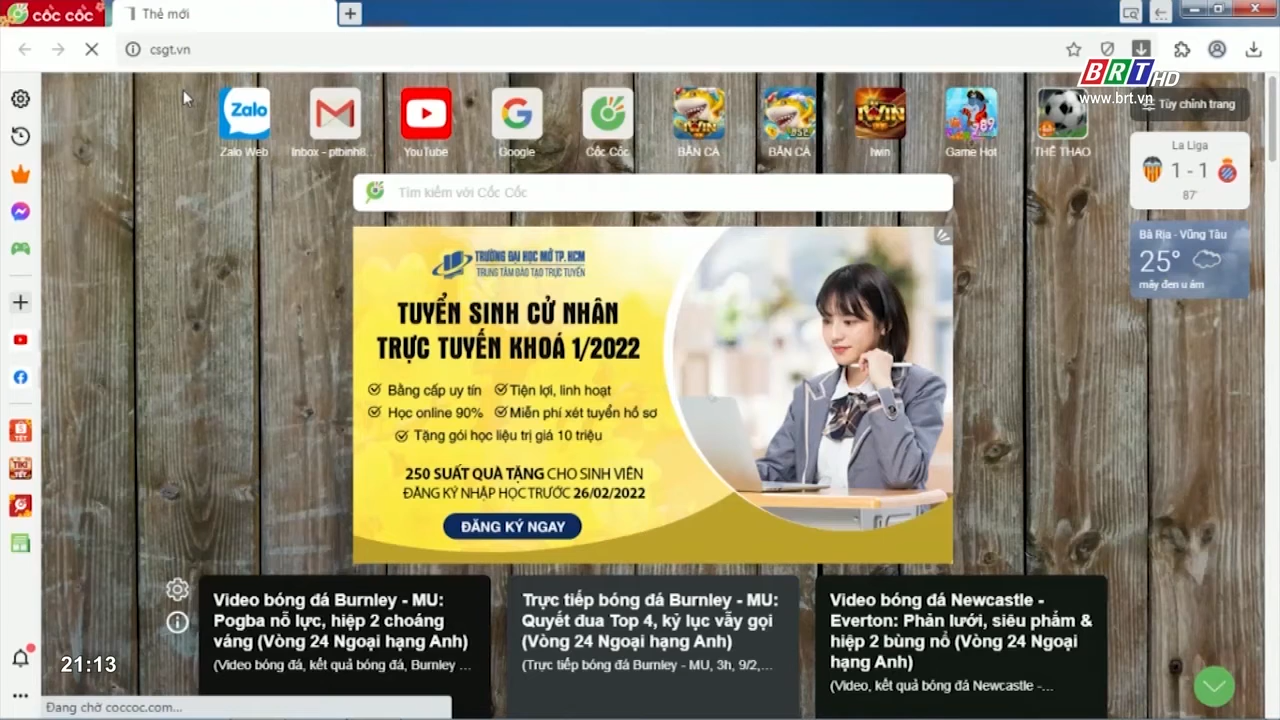 cốc cốc
Thẻ mới
csgt.vn
BRT HD
www.brt.vn
Tùy chỉnh trang
Zalo
Zalo Web
Inbox - ptbinh8...
YouTube
Google
Cốc Cốc
BẮN CÁ
BẮN CÁ
Iwin
Game Hot
THỂ THAO
Tìm kiếm với Cốc Cốc
La Liga
1 - 1
87'
Bà Rịa - Vũng Tàu
25°
mây đen u ám
TRƯỜNG ĐẠI HỌC MỞ TP. HCM
TRUNG TÂM ĐÀO TẠO TRỰC TUYẾN
TUYỂN SINH CỬ NHÂN
TRỰC TUYẾN KHOÁ 1/2022
Bằng cấp uy tín
Tiện lợi, linh hoạt
Học online 90%
Miễn phí xét tuyển hồ sơ
Tặng gói học liệu trị giá 10 triệu
250 SUẤT QUÀ TẶNG CHO SINH VIÊN
ĐĂNG KÝ NHẬP HỌC TRƯỚC 26/02/2022
ĐĂNG KÝ NGAY
Video bóng đá Burnley - MU:
Pogba nỗ lực, hiệp 2 choáng
váng (Vòng 24 Ngoại hạng Anh)
(Video bóng đá, kết quả bóng đá, Burnley ...
Trực tiếp bóng đá Burnley - MU:
Quyết đua Top 4, kỷ lục vẫy gọi
(Vòng 24 Ngoại hạng Anh)
(Trực tiếp bóng đá Burnley - MU, 3h, 9/2,...
Video bóng đá Newcastle -
Everton: Phản lưới, siêu phẩm &
hiệp 2 bùng nổ (Vòng 24 Ngoại
hạng Anh)
(Video, kết quả bóng đá Newcastle -...
21:13
Đang chờ coccoc.com...